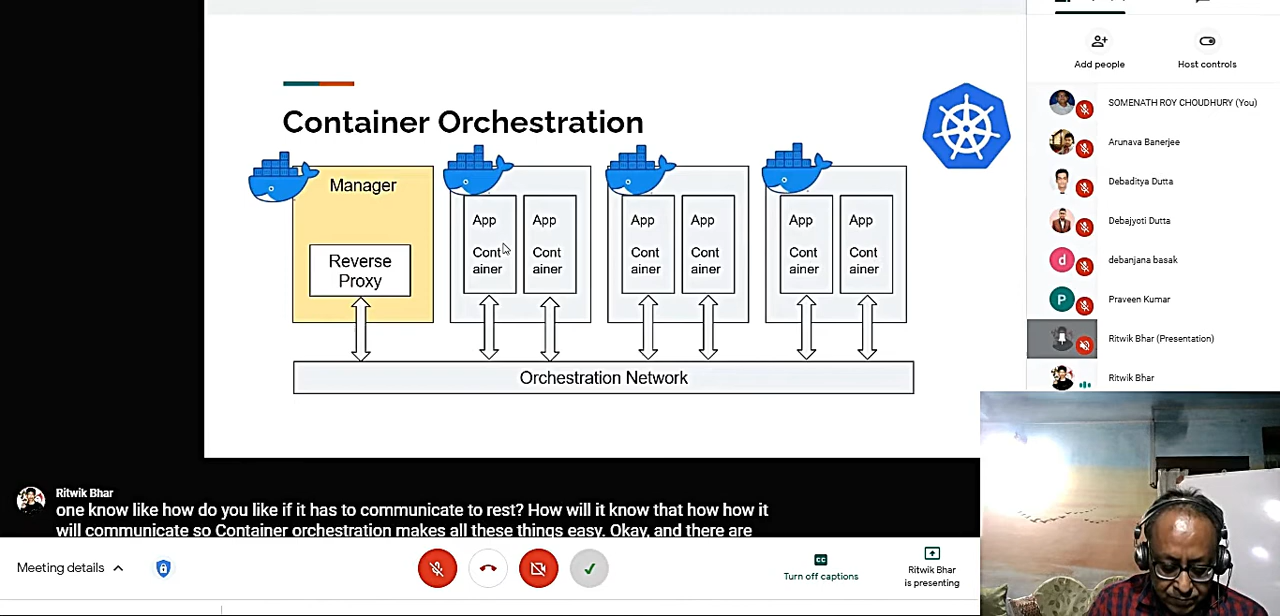 Container Orchestration
Manager
Reverse
Proxy
App
Cont
ainer
App
Cont
ainer
App
Cont
ainer
App
Cont
ainer
App
Cont
ainer
App
Cont
ainer
Orchestration Network
Add people
Host controls
SOMENATH ROY CHOUDHURY (You)
Arunava Banerjee
Debaditya Dutta
Debajyoti Dutta
d
debanjana basak
P
Praveen Kumar
Ritwik Bhar (Presentation)
Ritwik Bhar
Ritwik Bhar
one know like how do you like if it has to communicate to rest? How will it know that how how it
will communicate so Container orchestration makes all these things easy. Okay, and there are
Meeting details
CC
Turn off captions
Ritwik Bhar
is presenting